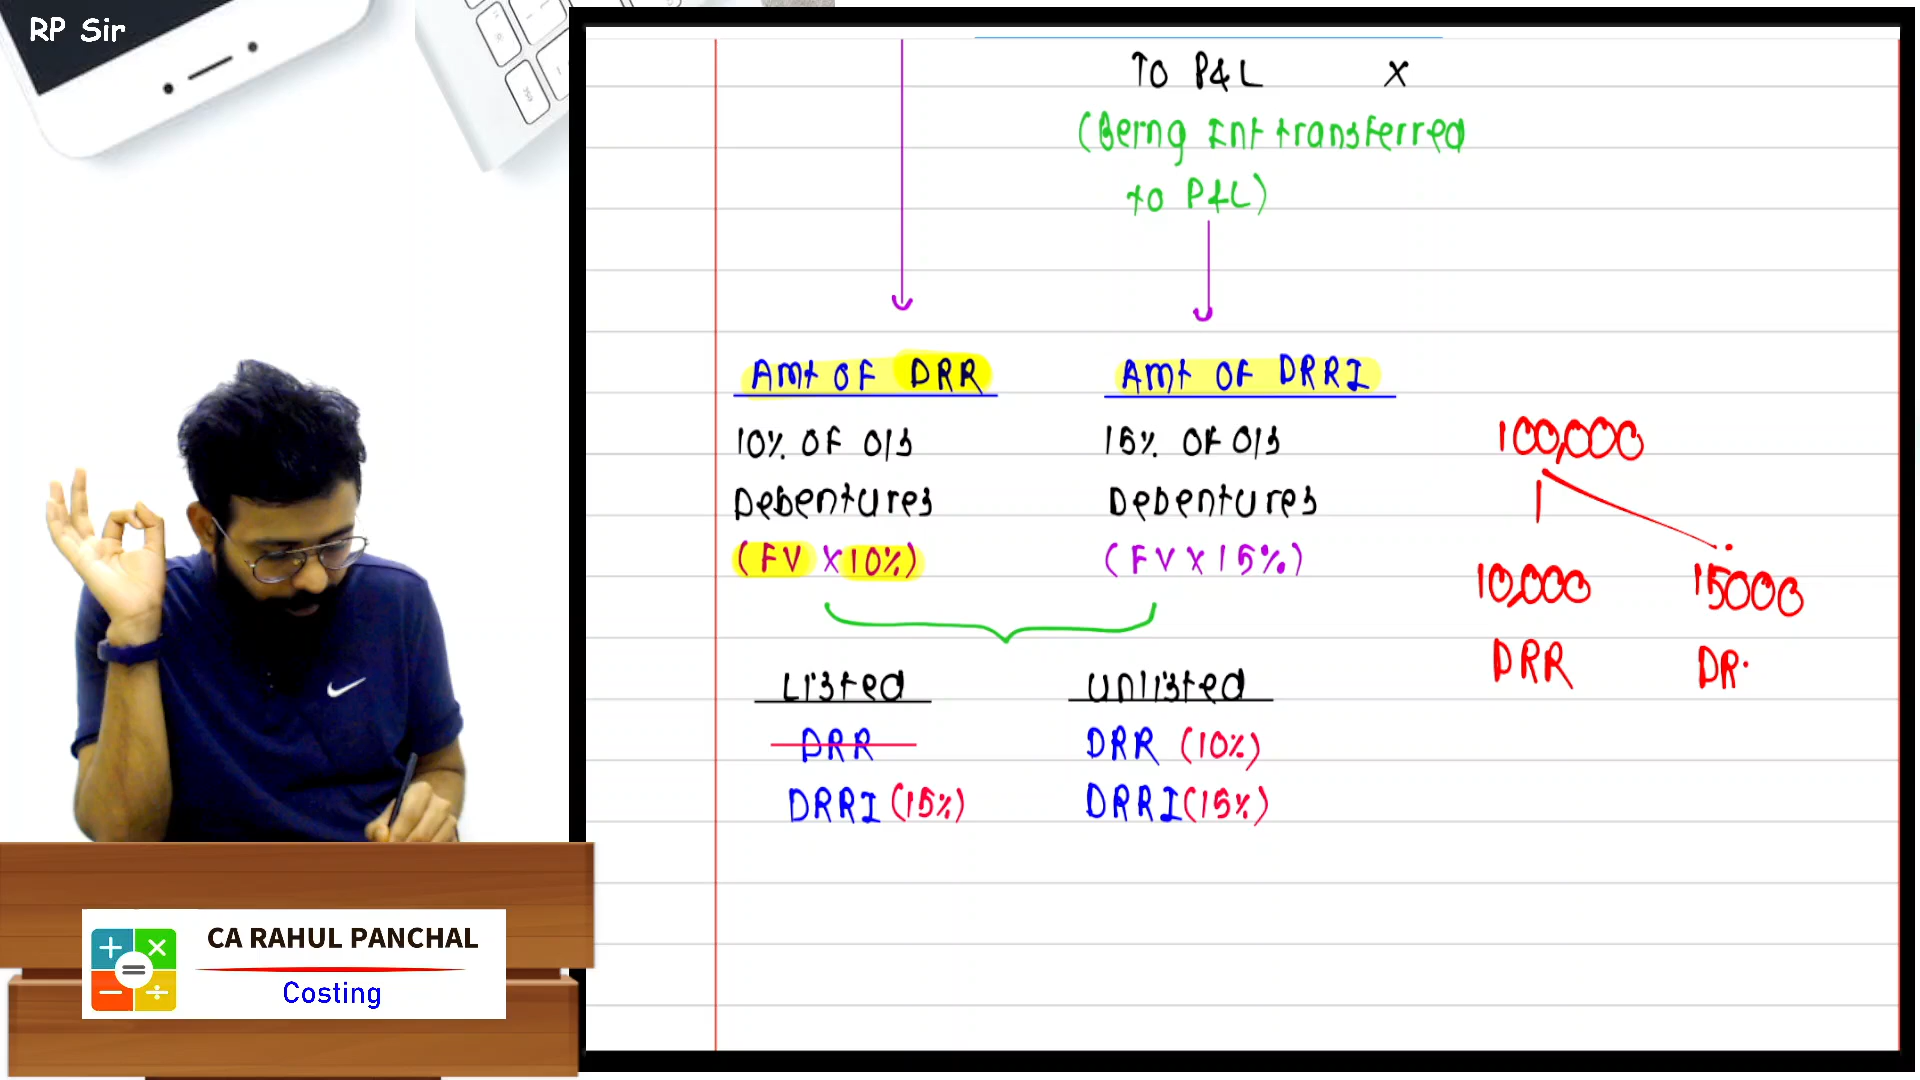 RP Sir
To P&L X
(Being Int transferred
to P&L)
Amt of DRR
10% of O/s
Debentures
(FV X 10%)
Amt of DRRI
15% of O/s
Debentures
(FV X 15%)
100,000
10,000
DRR
15000
DR
Listed
DRR
DRRI (15%)
Unlisted
DRR (10%)
DRRI (15%)
CA RAHUL PANCHAL
Costing